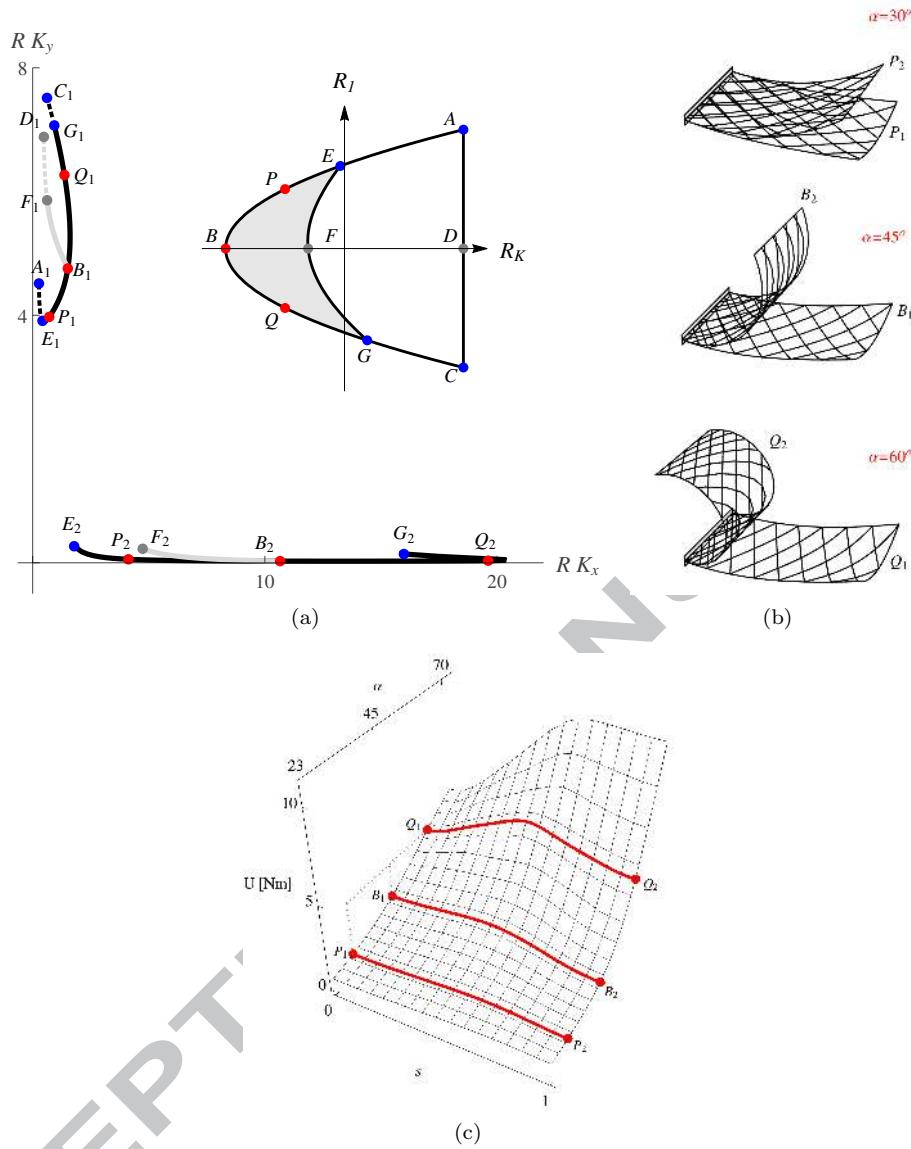 R K_y
8
C_1
D_1
G_1
Q_1
F_1
A_1
B_1
4
P_1
E_1
R_1
A
E
P
B
F
D
R_K
Q
G
C
E_2
P_2
F_2
B_2
G_2
Q_2
10
20
R K_x
(a)
α=30°
P_2
P_1
B_2
α=45°
B_1
Q_2
α=60°
Q_1
(b)
70
α
45
23
10
Q_1
U [Nm]
5
B_1
Q_2
P_1
0
0
B_2
P_2
s
1
(c)
EPT
N